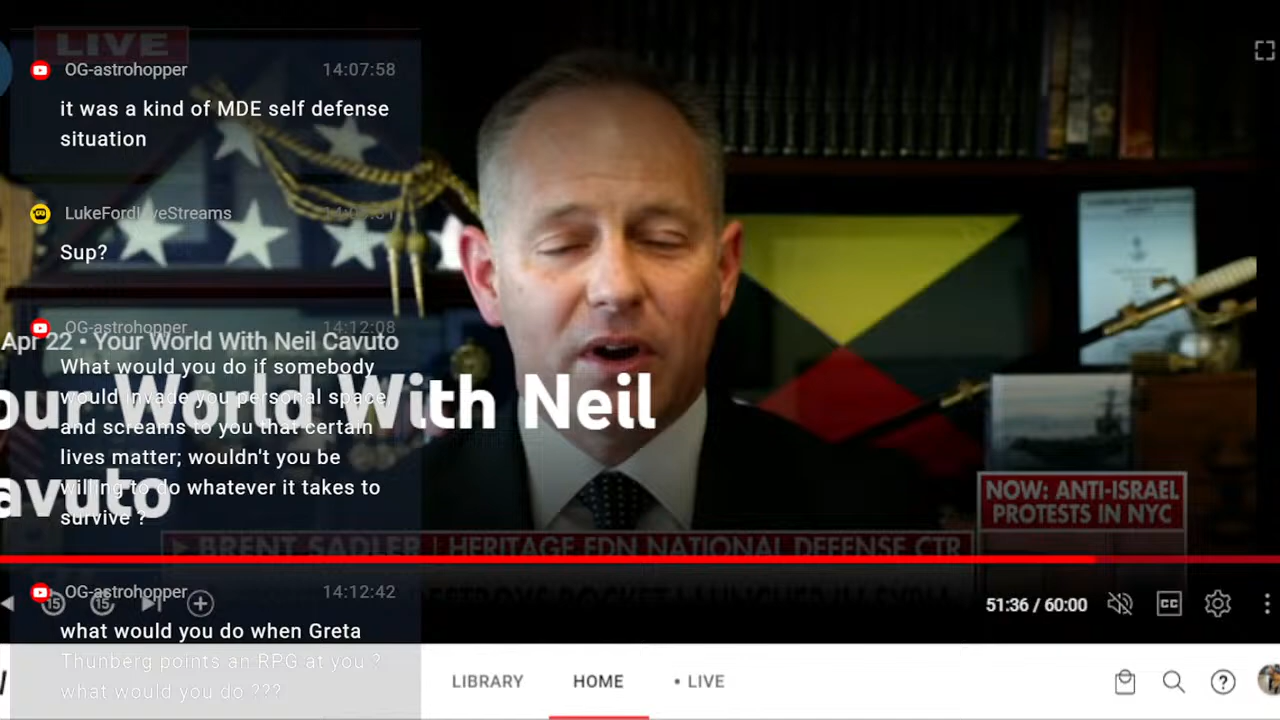 LIVE
OG-astrohopper 14:07:58
it was a kind of MDE self defense
situation
LukeFordLiveStreams
Sup?
OG-astrohopper 14:12:08
Apr 22 • Your World With Neil Cavuto
What would you do if somebody
would invade you personal space
our World With Neil
and screams to you that certain
lives matter; wouldn't you be
willing to do whatever it takes to
avuto
survive ?
NOW: ANTI-ISRAEL
PROTESTS IN NYC
BRENT SADLER | HERITAGE FDN NATIONAL DEFENSE CTR
OG-astrohopper 14:12:42
15 15
51:36 / 60:00
CC
what would you do when Greta
Thunberg points an RPG at you ?
what would you do ???
LIBRARY HOME • LIVE